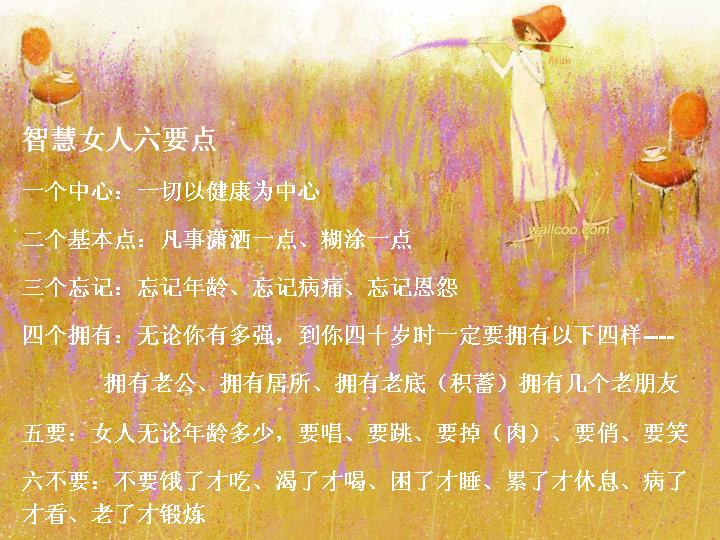 Asuh
智慧女人六要点
一个中心：一切以健康为中心
wallcoo.com
二个基本点：凡事潇洒一点、糊涂一点
三个忘记：忘记年龄、忘记病痛、忘记恩怨
四个拥有：无论你有多强，到你四十岁时一定要拥有以下四样----
拥有老公、拥有居所、拥有老底（积蓄）拥有几个老朋友
五要：女人无论年龄多少，要唱、要跳、要掉（肉）、要俏、要笑
六不要：不要饿了才吃、渴了才喝、困了才睡、累了才休息、病了
才看、老了才锻炼